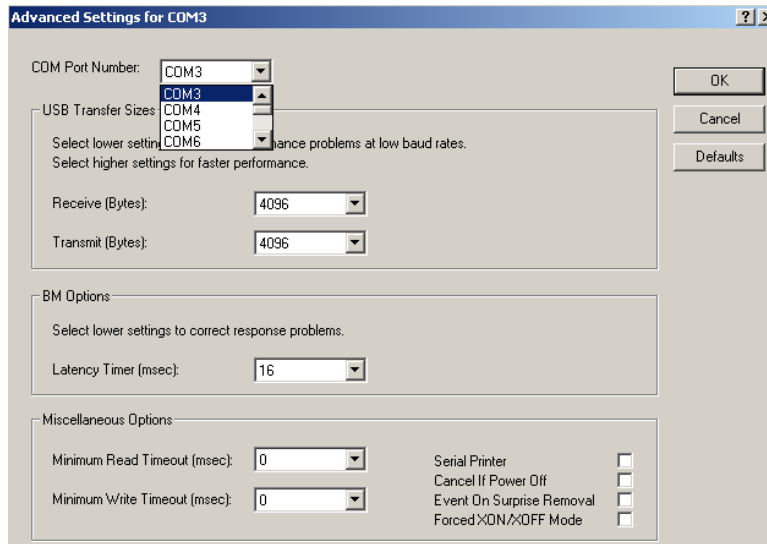 Advanced Settings for COM3
COM Port Number: COM3
COM3
COM4
COM5
COM6
OK
Cancel
Defaults
USB Transfer Sizes
Select lower settin ance problems at low baud rates.
Select higher settings for faster performance.
Receive (Bytes): 4096
Transmit (Bytes): 4096
BM Options
Select lower settings to correct response problems.
Latency Timer (msec): 16
Miscellaneous Options
Minimum Read Timeout (msec): 0
Minimum Write Timeout (msec): 0
Serial Printer
Cancel If Power Off
Event On Surprise Removal
Forced XON/XOFF Mode